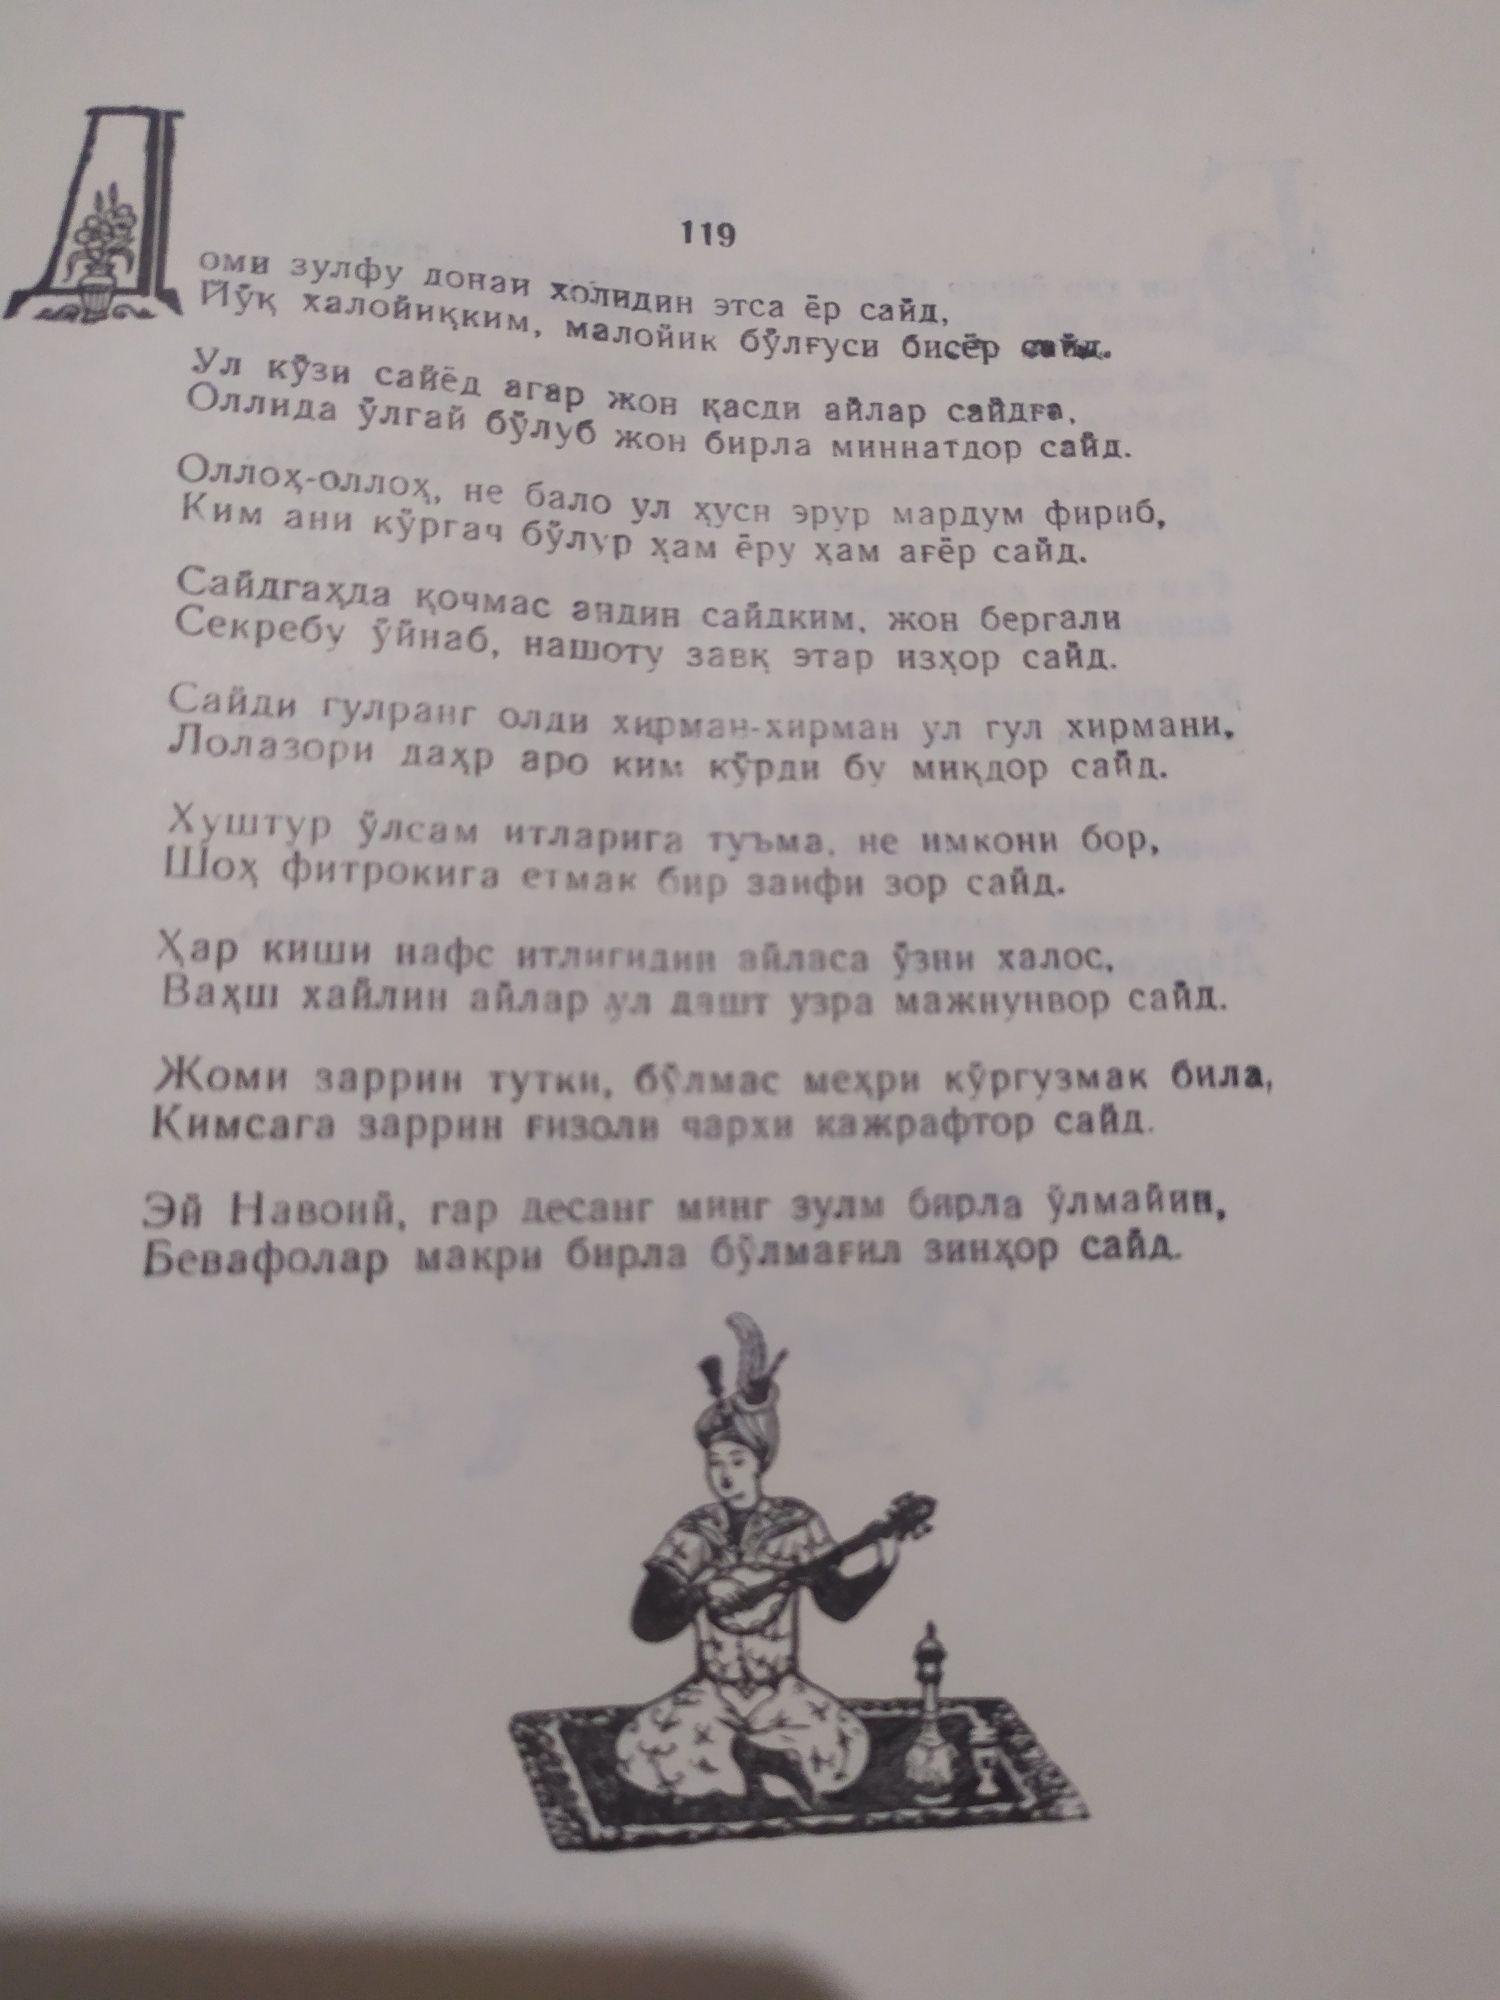 119
Доми зулфу донаи холидин этса ёр сайд,
Йўқ халойиқким, малойик бўлғуси бисёр сайд.
Ул кўзи сайёд агар жон қасди айлар сайдға,
Оллида ўлгай бўлуб жон бирла миннатдор сайд.
Оллоҳ-оллоҳ, не бало ул ҳусн эрур мардум фириб,
Ким ани кўргач бўлур ҳам ёру ҳам ағёр сайд.
Сайдгаҳда қочмас андин сайдким, жон бергали
Секребу ўйнаб, нашоту завқ этар изҳор сайд.
Сайди гулранг олди хирман-хирман ул гул хирмани,
Лолазори даҳр аро ким кўрди бу миқдор сайд.
Хуштур ўлсам итларига туъма, не имкони бор,
Шоҳ фитрокига етмак бир заифи зор сайд.
Ҳар киши нафс итлигидин айласа ўзни халос,
Ваҳш хайлин айлар ул дашт узра мажнунвор сайд.
Жоми заррин тутки, бўлмас меҳри кўргузмак била,
Кимсага заррин ғизоли чархи кажрафтор сайд.
Эй Навоий, гар десанг минг зулм бирла ўлмайин,
Бевафолар макри бирла бўлмағил зинҳор сайд.